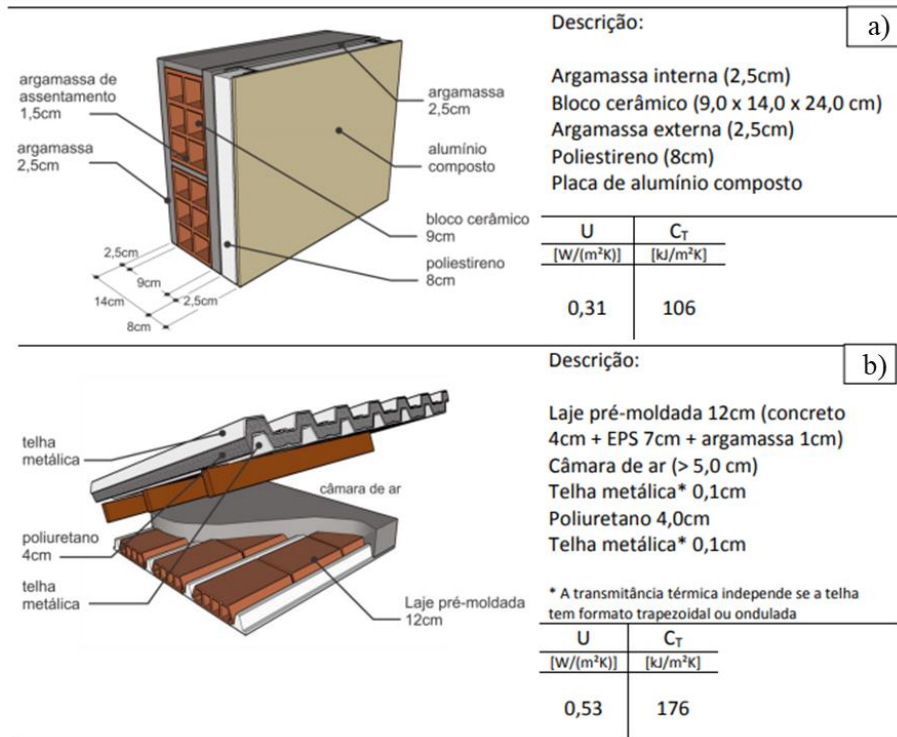 argamassa de
assentamento
1,5cm
argamassa
2,5cm
2,5cm
9cm
14cm
2,5cm
8cm
argamassa
2,5cm
alumínio
composto
bloco cerâmico
9cm
poliestireno
8cm
Descrição:
a)
Argamassa interna (2,5cm)
Bloco cerâmico (9,0 x 14,0 x 24,0 cm)
Argamassa externa (2,5cm)
Poliestireno (8cm)
Placa de alumínio composto
U C_T
[W/(m²K)] [kJ/m²K]
0,31 106
telha
metálica
poliuretano
4cm
telha
metálica
câmara de ar
Laje pré-moldada
12cm
Descrição:
b)
Laje pré-moldada 12cm (concreto
4cm + EPS 7cm + argamassa 1cm)
Câmara de ar (> 5,0 cm)
Telha metálica* 0,1cm
Poliuretano 4,0cm
Telha metálica* 0,1cm
* A transmitância térmica independe se a telha
tem formato trapezoidal ou ondulada
U C_T
[W/(m²K)] [kJ/m²K]
0,53 176